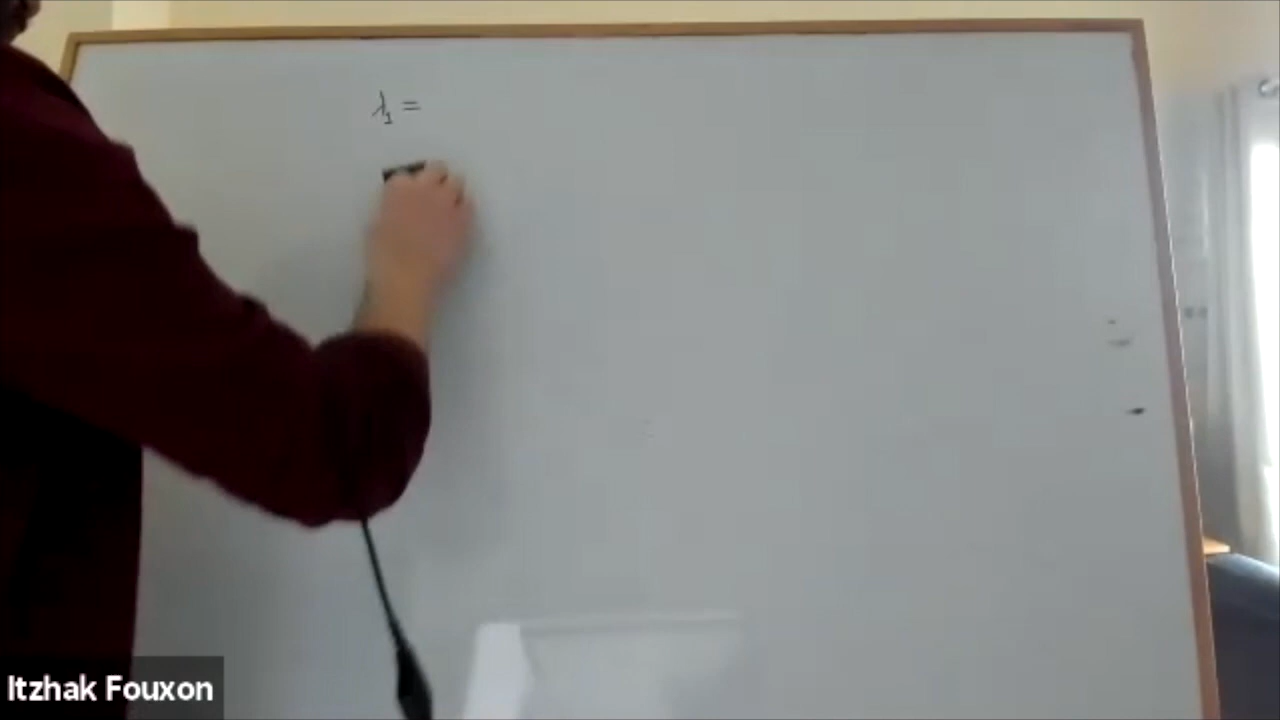 λ₁ =
Itzhak Fouxon